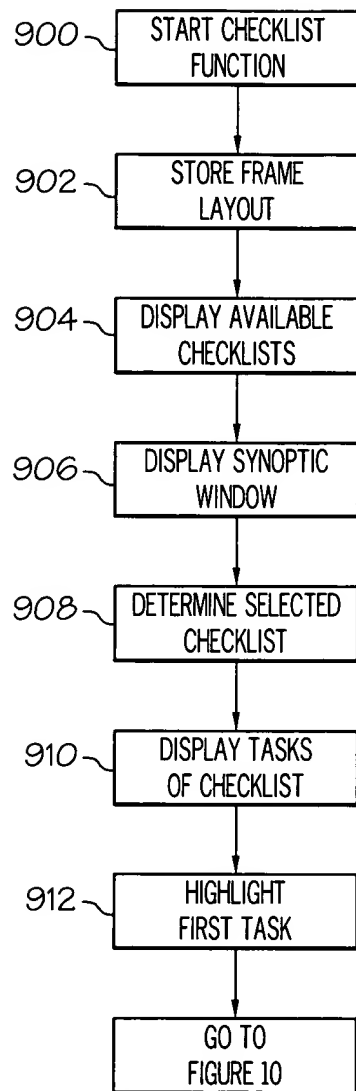 900
START CHECKLIST
FUNCTION
902
STORE FRAME
LAYOUT
904
DISPLAY AVAILABLE
CHECKLISTS
906
DISPLAY SYNOPTIC
WINDOW
908
DETERMINE SELECTED
CHECKLIST
910
DISPLAY TASKS
OF CHECKLIST
912
HIGHLIGHT
FIRST TASK
GO TO
FIGURE 10